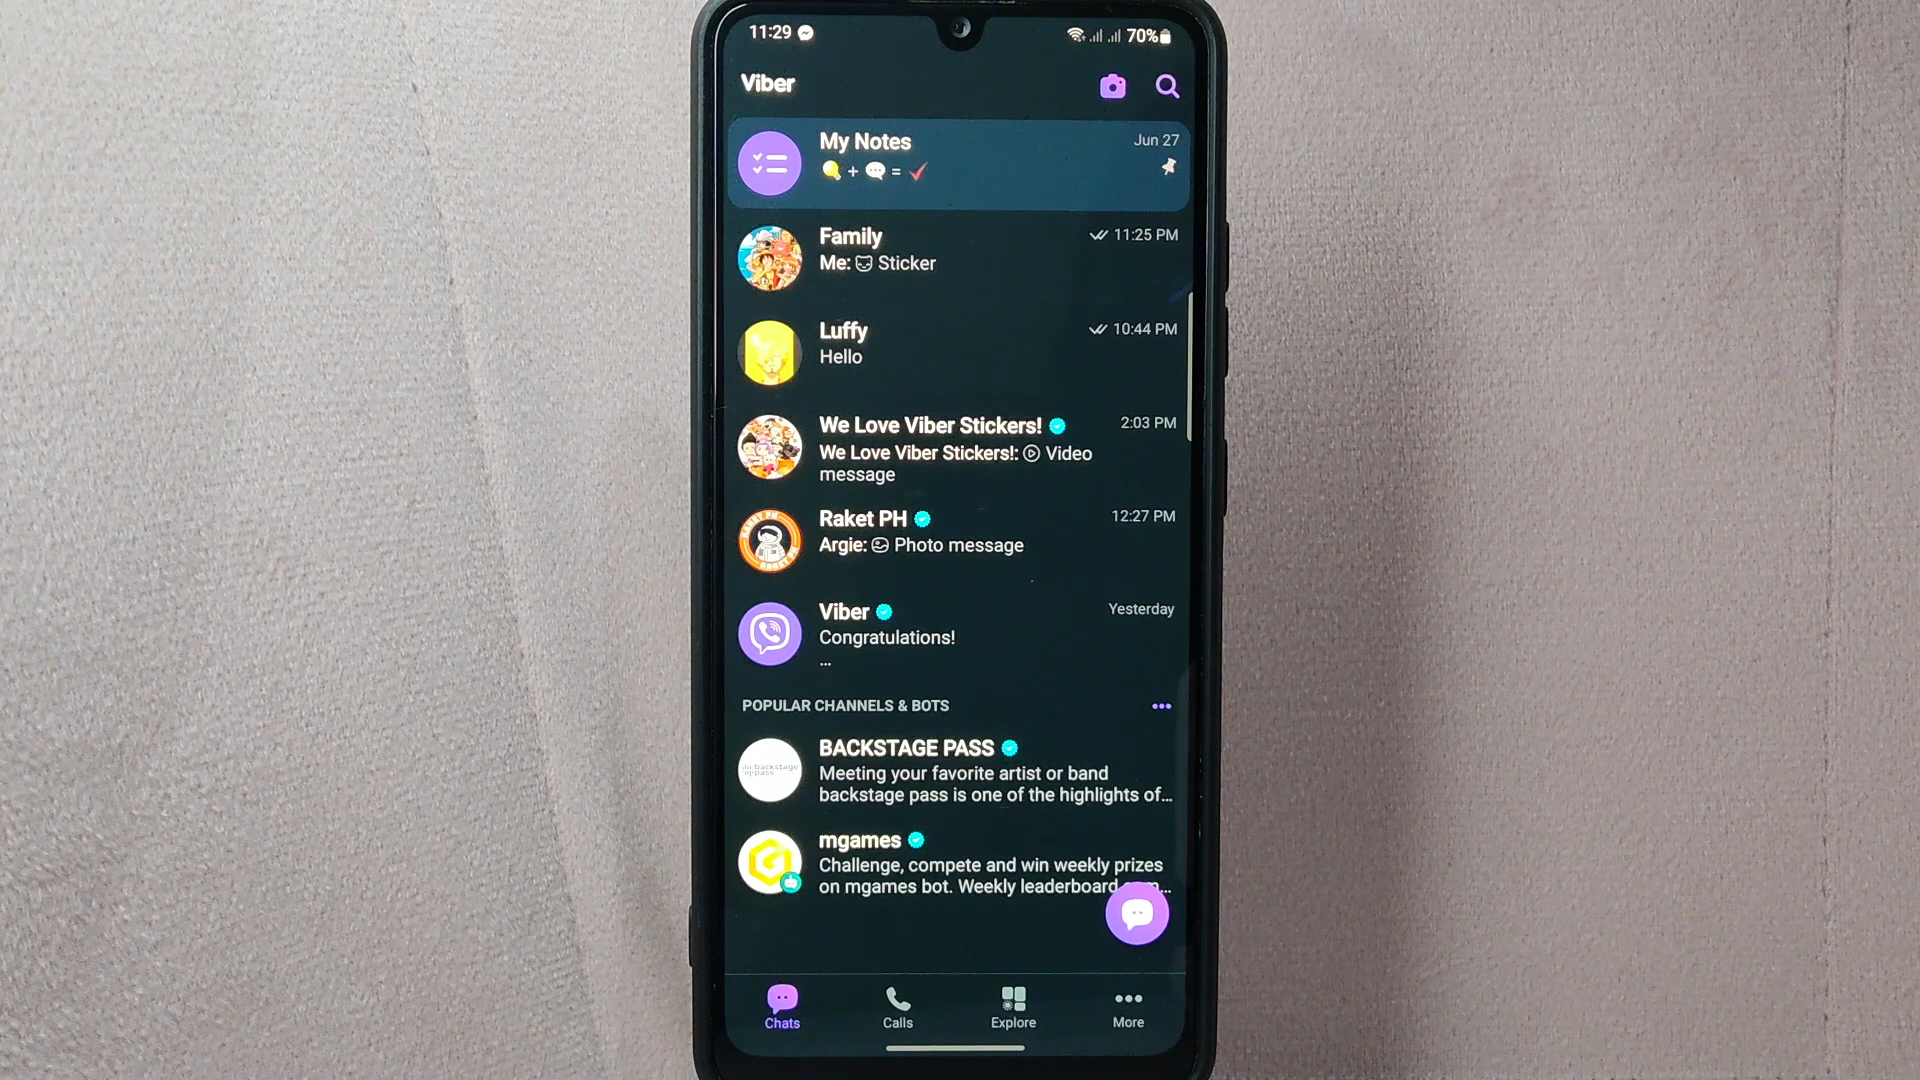 11:29
70%
Viber
My Notes
Jun 27
+ =
Family
11:25 PM
Me: Sticker
Luffy
10:44 PM
Hello
We Love Viber Stickers!
2:03 PM
We Love Viber Stickers!: Video
message
Raket PH
12:27 PM
Argie: Photo message
RAKET PH
Viber
Yesterday
Congratulations!
...
POPULAR CHANNELS & BOTS
BACKSTAGE PASS
Meeting your favorite artist or band
backstage pass is one of the highlights of...
backstage
pass
mgames
Challenge, compete and win weekly prizes
on mgames bot. Weekly leaderboard
Chats
Calls
Explore
More